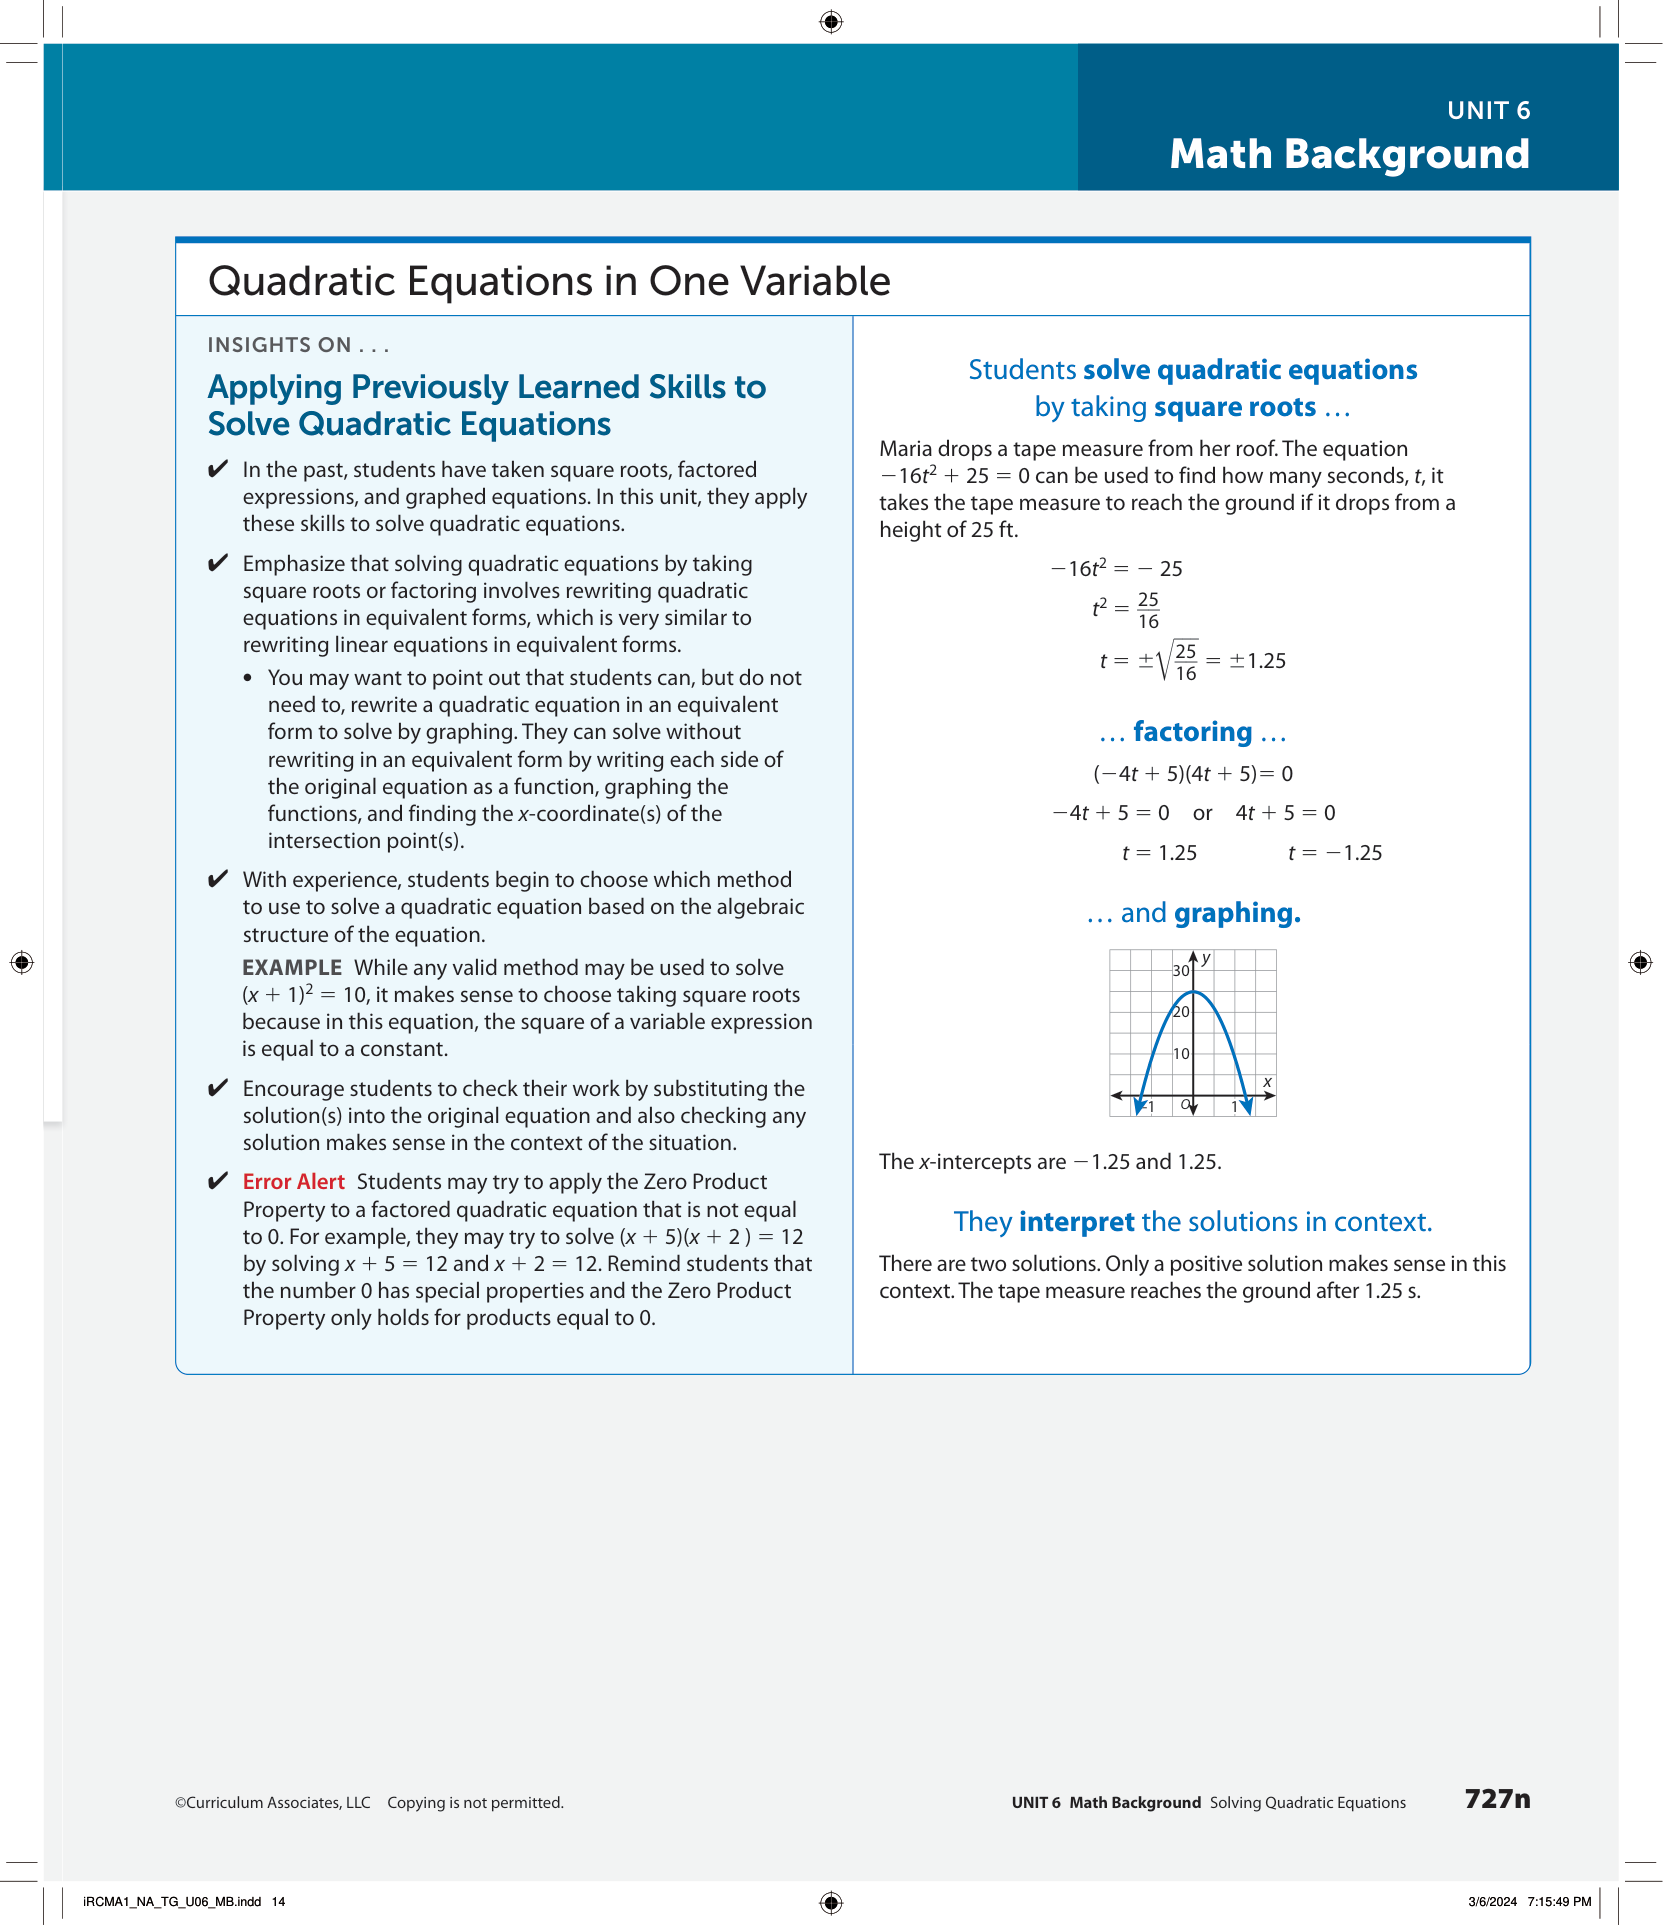 UNIT 6
Math Background
Quadratic Equations in One Variable
INSIGHTS ON . . .
Applying Previously Learned Skills to
Solve Quadratic Equations
✔ In the past, students have taken square roots, factored
expressions, and graphed equations. In this unit, they apply
these skills to solve quadratic equations.
✔ Emphasize that solving quadratic equations by taking
square roots or factoring involves rewriting quadratic
equations in equivalent forms, which is very similar to
rewriting linear equations in equivalent forms.
• You may want to point out that students can, but do not
need to, rewrite a quadratic equation in an equivalent
form to solve by graphing. They can solve without
rewriting in an equivalent form by writing each side of
the original equation as a function, graphing the
functions, and finding the x-coordinate(s) of the
intersection point(s).
✔ With experience, students begin to choose which method
to use to solve a quadratic equation based on the algebraic
structure of the equation.
EXAMPLE While any valid method may be used to solve
(x + 1)² = 10, it makes sense to choose taking square roots
because in this equation, the square of a variable expression
is equal to a constant.
✔ Encourage students to check their work by substituting the
solution(s) into the original equation and also checking any
solution makes sense in the context of the situation.
✔ Error Alert Students may try to apply the Zero Product
Property to a factored quadratic equation that is not equal
to 0. For example, they may try to solve (x + 5)(x + 2 ) = 12
by solving x + 5 = 12 and x + 2 = 12. Remind students that
the number 0 has special properties and the Zero Product
Property only holds for products equal to 0.
Students solve quadratic equations
by taking square roots …
Maria drops a tape measure from her roof. The equation
−16t² + 25 = 0 can be used to find how many seconds, t, it
takes the tape measure to reach the ground if it drops from a
height of 25 ft.
−16t² = − 25
t² = 25/16
t = ±√(25/16) = ±1.25
… factoring …
(−4t + 5)(4t + 5)= 0
−4t + 5 = 0 or 4t + 5 = 0
t = 1.25 t = −1.25
… and graphing.
y
30
20
10
x
−1 O 1
The x-intercepts are −1.25 and 1.25.
They interpret the solutions in context.
There are two solutions. Only a positive solution makes sense in this
context. The tape measure reaches the ground after 1.25 s.
©Curriculum Associates, LLC Copying is not permitted.
UNIT 6 Math Background Solving Quadratic Equations 727n
iRCMA1_NA_TG_U06_MB.indd 14
3/6/2024 7:15:49 PM